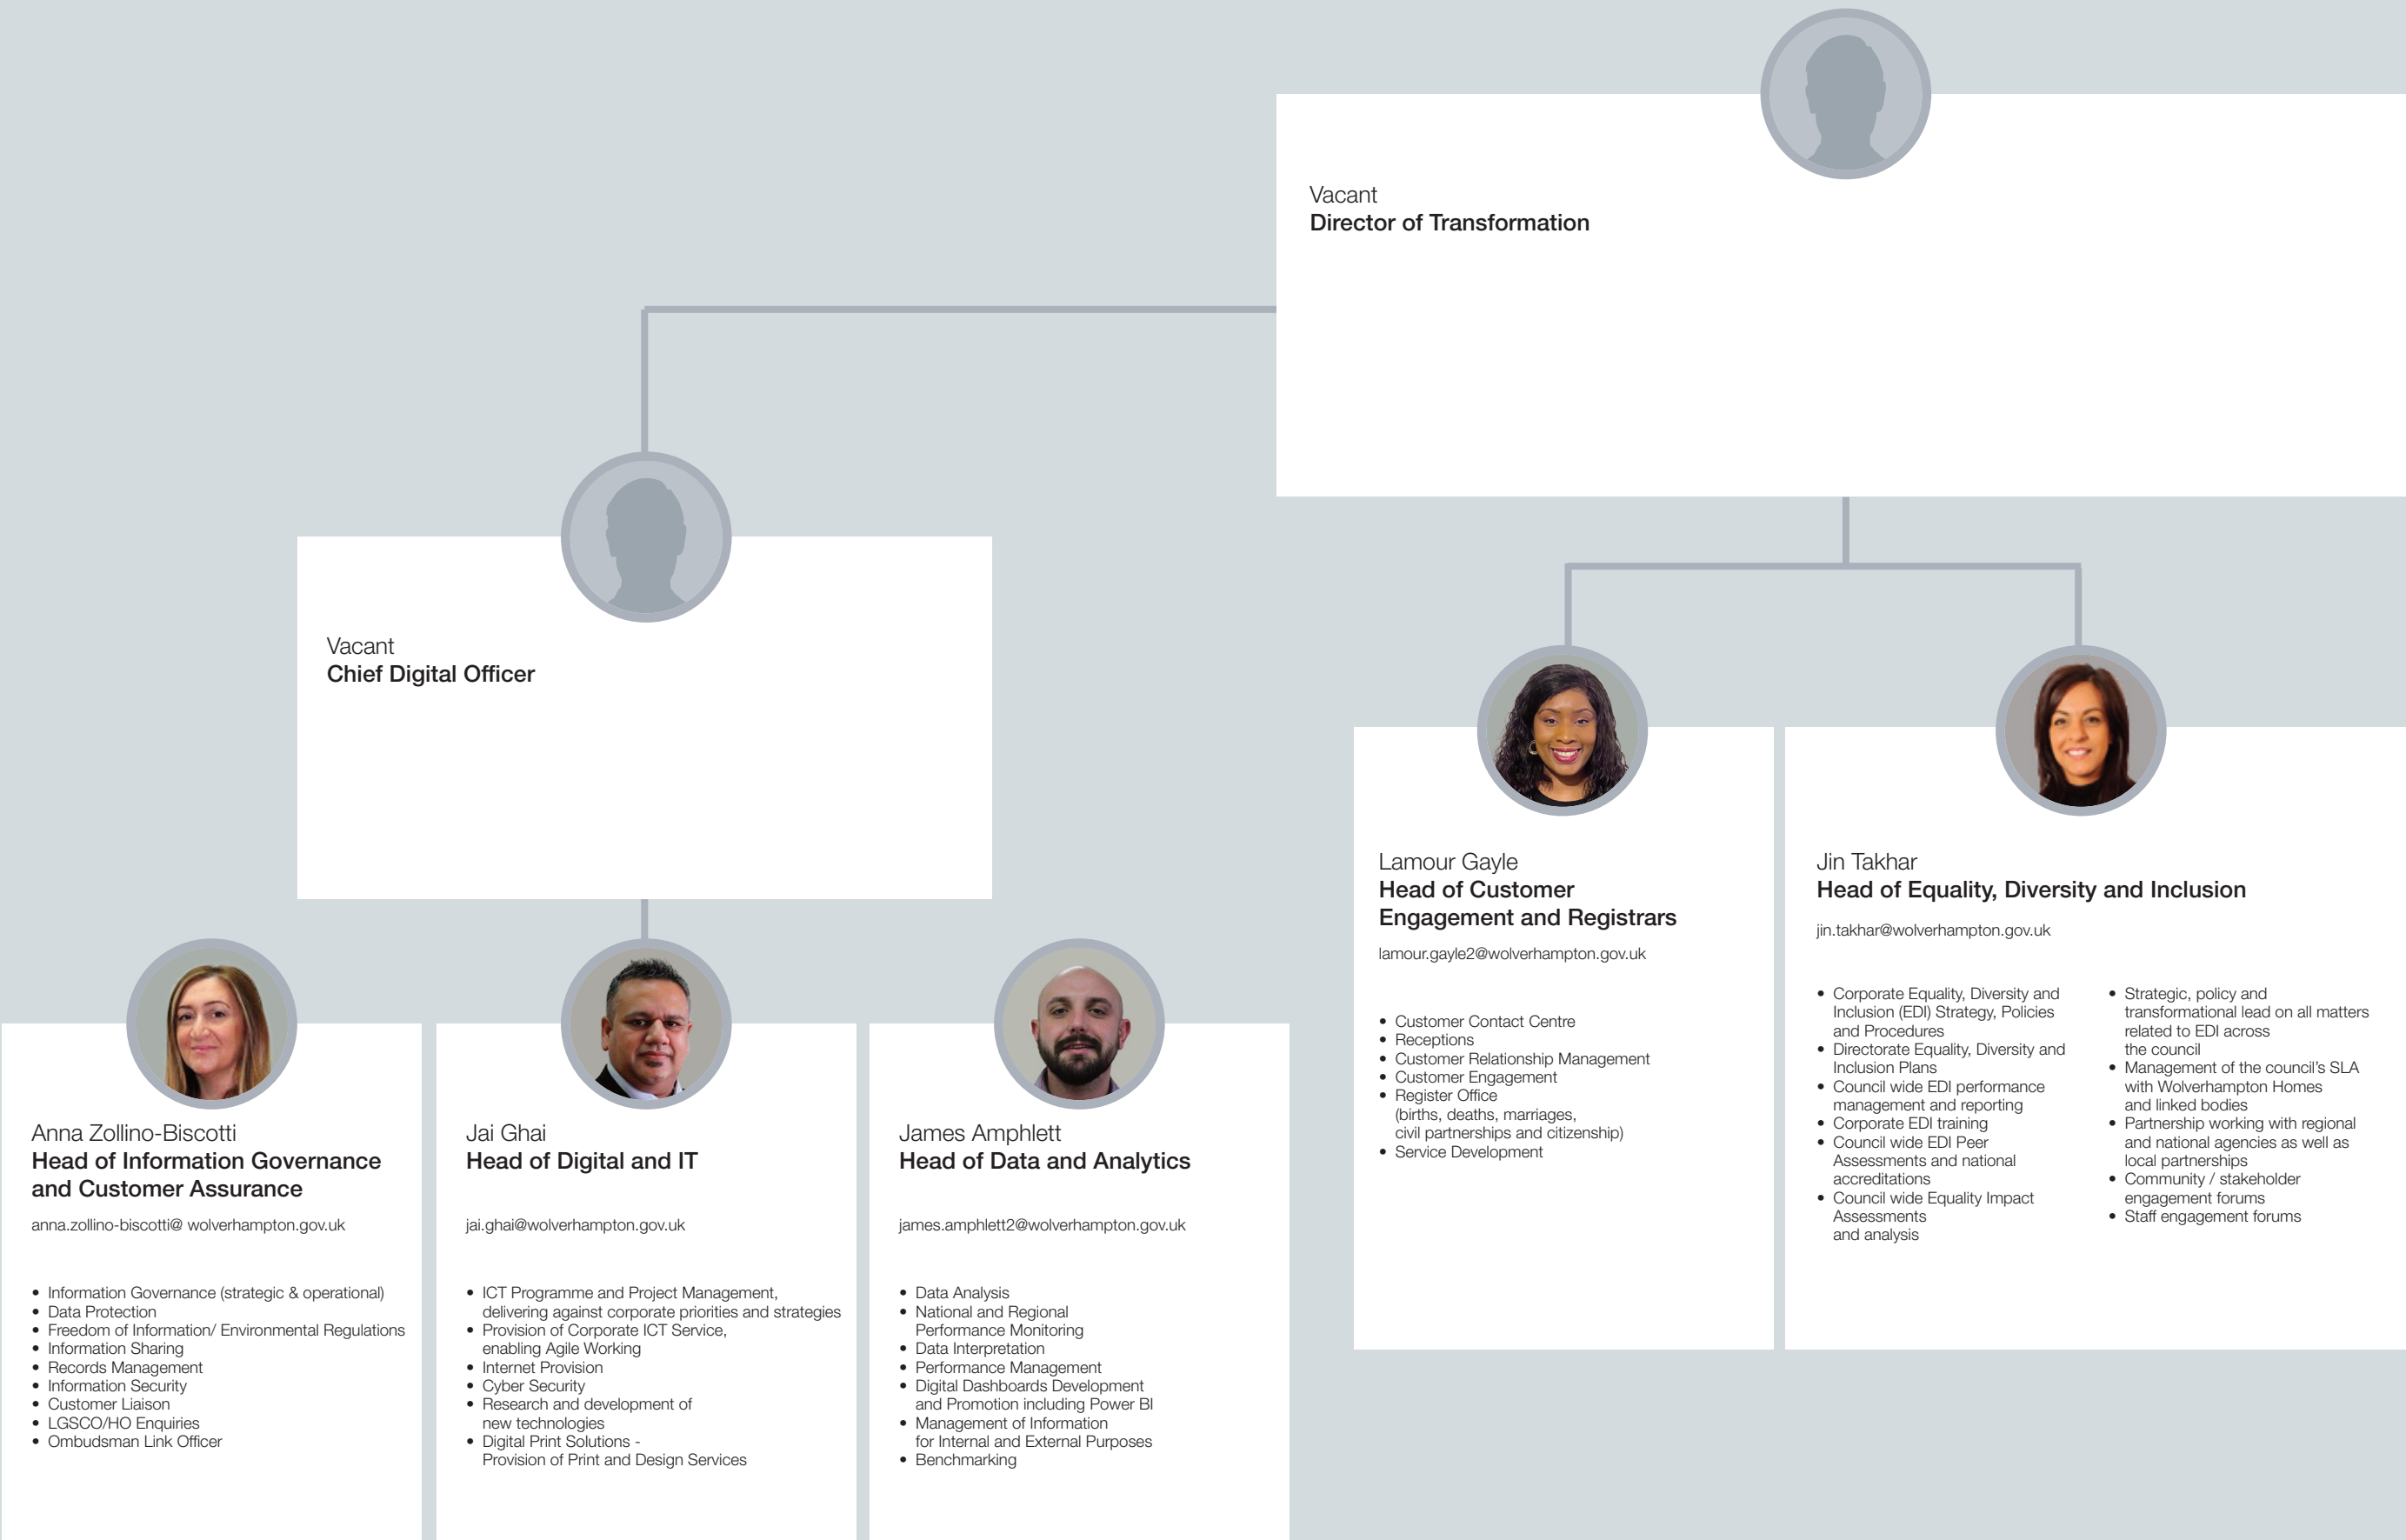 Vacant
Director of Transformation
Vacant
Chief Digital Officer
Lamour Gayle
Head of Customer
Engagement and Registrars
lamour.gayle2@wolverhampton.gov.uk
• Customer Contact Centre
• Receptions
• Customer Relationship Management
• Customer Engagement
• Register Office
(births, deaths, marriages,
civil partnerships and citizenship)
• Service Development
Jin Takhar
Head of Equality, Diversity and Inclusion
jin.takhar@wolverhampton.gov.uk
• Corporate Equality, Diversity and
Inclusion (EDI) Strategy, Policies
and Procedures
• Directorate Equality, Diversity and
Inclusion Plans
• Council wide EDI performance
management and reporting
• Corporate EDI training
• Council wide EDI Peer
Assessments and national
accreditations
• Council wide Equality Impact
Assessments
and analysis
• Strategic, policy and
transformational lead on all matters
related to EDI across
the council
• Management of the council’s SLA
with Wolverhampton Homes
and linked bodies
• Partnership working with regional
and national agencies as well as
local partnerships
• Community / stakeholder
engagement forums
• Staff engagement forums
Anna Zollino-Biscotti
Head of Information Governance
and Customer Assurance
anna.zollino-biscotti@ wolverhampton.gov.uk
• Information Governance (strategic & operational)
• Data Protection
• Freedom of Information/ Environmental Regulations
• Information Sharing
• Records Management
• Information Security
• Customer Liaison
• LGSCO/HO Enquiries
• Ombudsman Link Officer
Jai Ghai
Head of Digital and IT
jai.ghai@wolverhampton.gov.uk
• ICT Programme and Project Management,
delivering against corporate priorities and strategies
• Provision of Corporate ICT Service,
enabling Agile Working
• Internet Provision
• Cyber Security
• Research and development of
new technologies
• Digital Print Solutions -
Provision of Print and Design Services
James Amphlett
Head of Data and Analytics
james.amphlett2@wolverhampton.gov.uk
• Data Analysis
• National and Regional
Performance Monitoring
• Data Interpretation
• Performance Management
• Digital Dashboards Development
and Promotion including Power BI
• Management of Information
for Internal and External Purposes
• Benchmarking